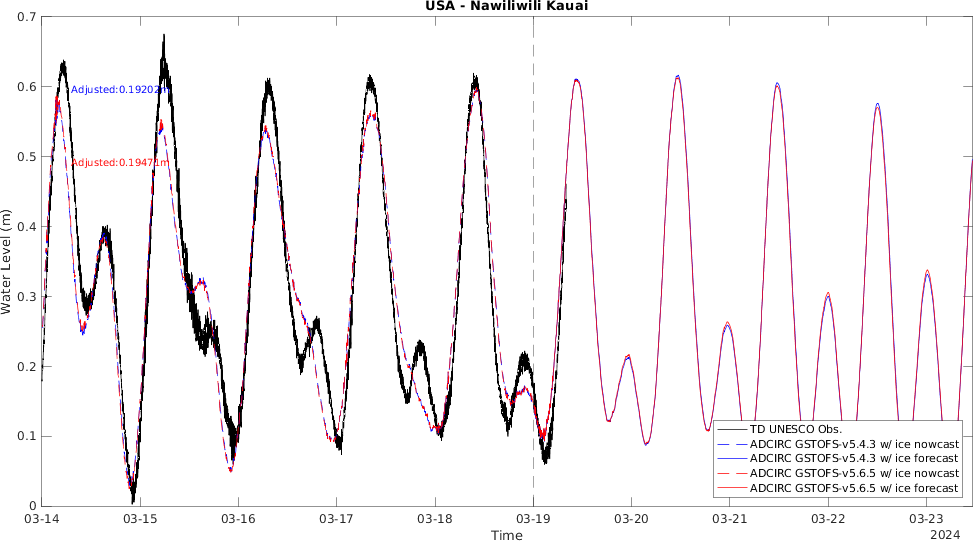 USA - Nawiliwili Kauai
0.7
0.6
0.5
0.4
0.3
0.2
0.1
0
Water Level (m)
Adjusted:0.19202m
Adjusted:0.19471m
TD UNESCO Obs.
ADCIRC GSTOFS-v5.4.3 w/ ice nowcast
ADCIRC GSTOFS-v5.4.3 w/ ice forecast
ADCIRC GSTOFS-v5.6.5 w/ ice nowcast
ADCIRC GSTOFS-v5.6.5 w/ ice forecast
03-14 03-15 03-16 03-17 03-18 03-19 03-20 03-21 03-22 03-23
Time
2024